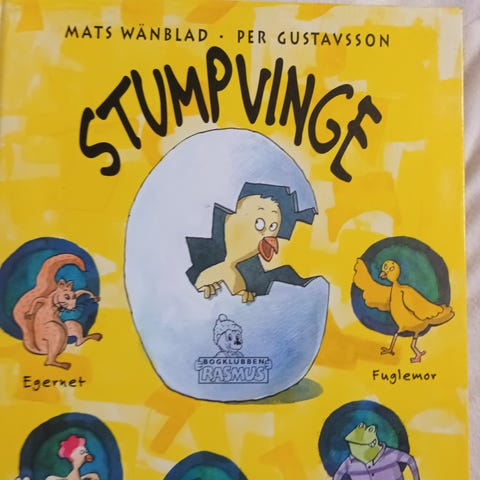 MATS WÄNBLAD · PER GUSTAVSSON
STUMPVINGE
BOGKLUBBEN
RASMUS
Egernet
Fuglemor